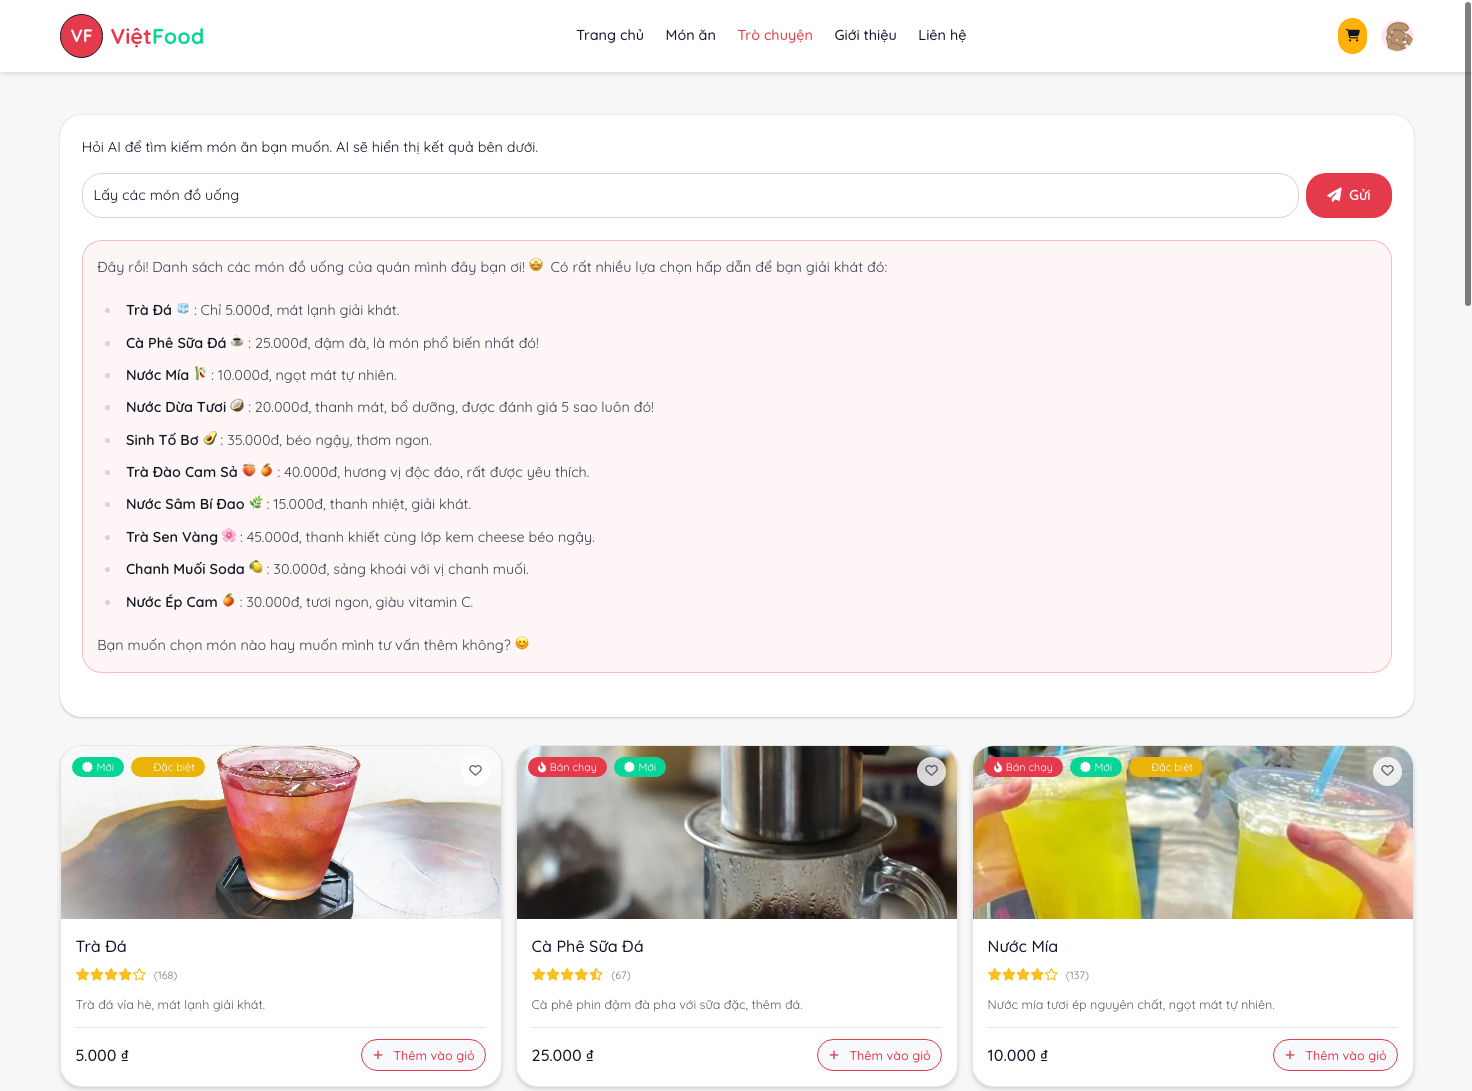 VF ViệtFood
Trang chủ Món ăn Trò chuyện Giới thiệu Liên hệ
Hỏi AI để tìm kiếm món ăn bạn muốn. AI sẽ hiển thị kết quả bên dưới.
Lấy các món đồ uống
Gửi
Đây rồi! Danh sách các món đồ uống của quán mình đây bạn ơi! 🤩 Có rất nhiều lựa chọn hấp dẫn để bạn giải khát đó:
Trà Đá 🧊 : Chỉ 5.000đ, mát lạnh giải khát.
Cà Phê Sữa Đá ☕ : 25.000đ, đậm đà, là món phổ biến nhất đó!
Nước Mía 🎋 : 10.000đ, ngọt mát tự nhiên.
Nước Dừa Tươi 🥥 : 20.000đ, thanh mát, bổ dưỡng, được đánh giá 5 sao luôn đó!
Sinh Tố Bơ 🥑 : 35.000đ, béo ngậy, thơm ngon.
Trà Đào Cam Sả 🍑 🍊 : 40.000đ, hương vị độc đáo, rất được yêu thích.
Nước Sâm Bí Đao 🌿 : 15.000đ, thanh nhiệt, giải khát.
Trà Sen Vàng 🌸 : 45.000đ, thanh khiết cùng lớp kem cheese béo ngậy.
Chanh Muối Soda 🍋 : 30.000đ, sảng khoái với vị chanh muối.
Nước Ép Cam 🍊 : 30.000đ, tươi ngon, giàu vitamin C.
Bạn muốn chọn món nào hay muốn mình tư vấn thêm không? 😊
Mới Đặc biệt
Trà Đá
(168)
Trà đá vỉa hè, mát lạnh giải khát.
5.000 ₫
+ Thêm vào giỏ
Bán chạy Mới
Cà Phê Sữa Đá
(67)
Cà phê phin đậm đà pha với sữa đặc, thêm đá.
25.000 ₫
+ Thêm vào giỏ
Bán chạy Mới Đặc biệt
Nước Mía
(137)
Nước mía tươi ép nguyên chất, ngọt mát tự nhiên.
10.000 ₫
+ Thêm vào giỏ